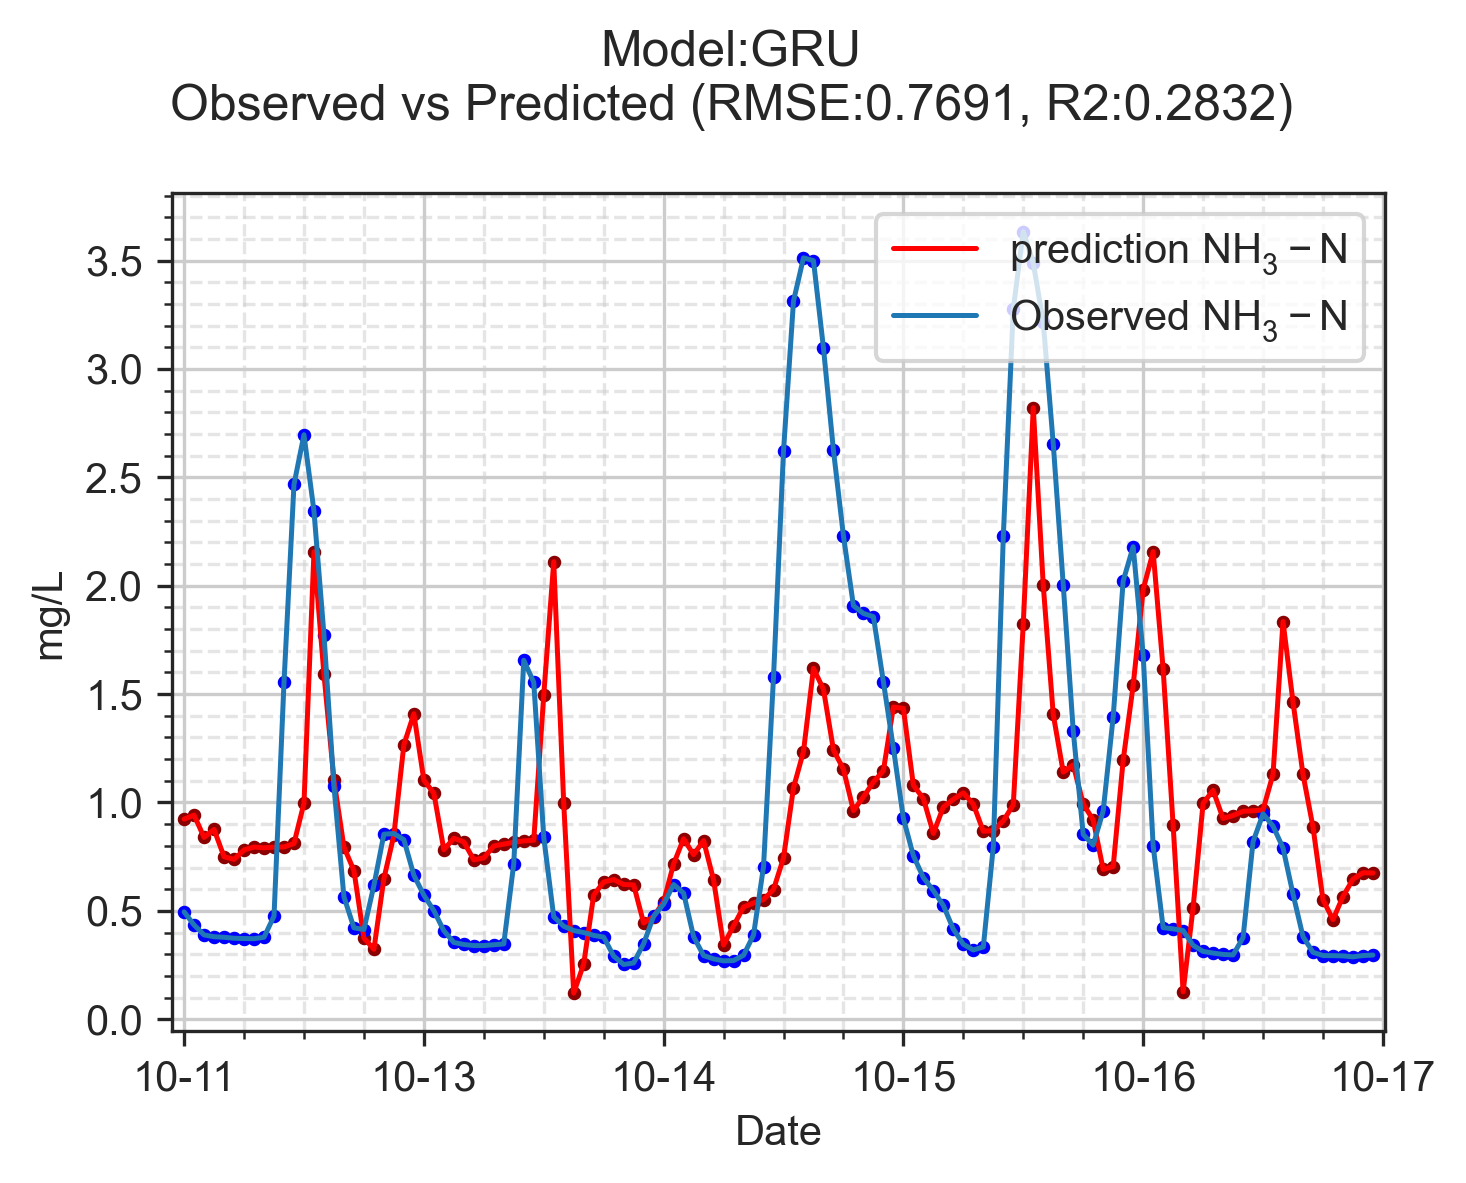 Model:GRU
Observed vs Predicted (RMSE:0.7691, R2:0.2832)
prediction NH₃ − N
Observed NH₃ − N
3.5
3.0
2.5
2.0
1.5
1.0
0.5
0.0
mg/L
10-11 10-13 10-14 10-15 10-16 10-17
Date